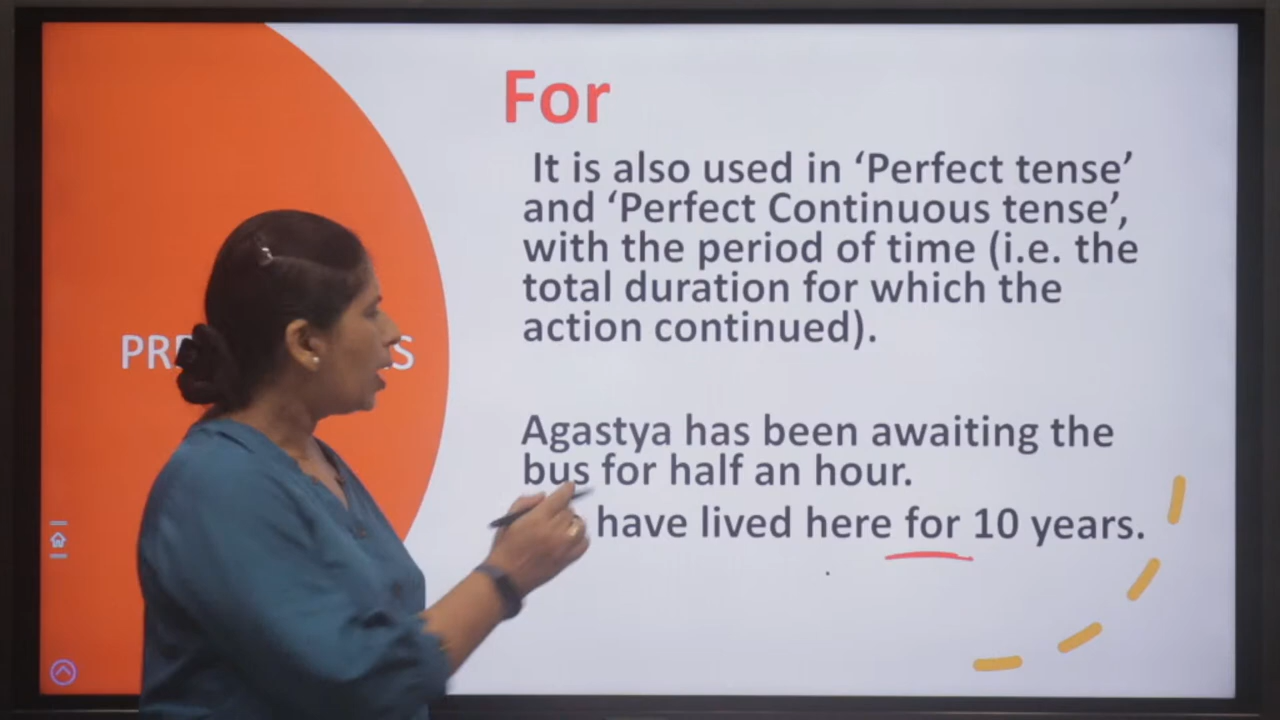 For
It is also used in ‘Perfect tense’
and ‘Perfect Continuous tense’,
with the period of time (i.e. the
total duration for which the
action continued).
Agastya has been awaiting the
bus for half an hour.
have lived here for 10 years.